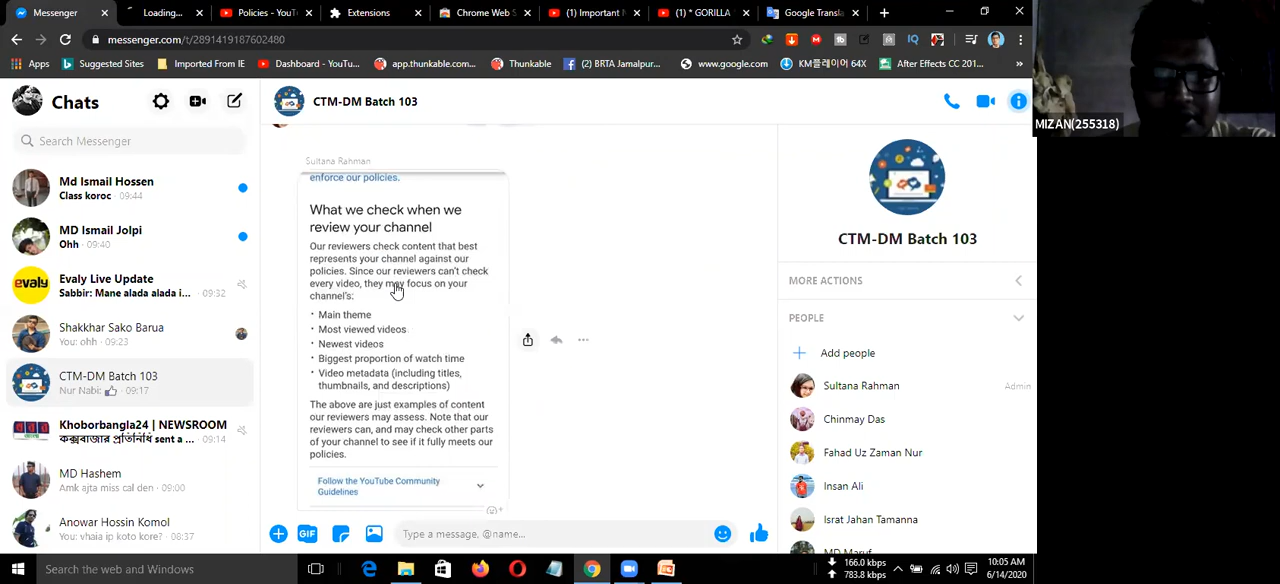 Messenger
Loading...
Policies - YouT
Extensions
Chrome Web S
(1) Important N
(1) * GORILLA
Google Transla
messenger.com/t/2891419187602480
Apps
Suggested Sites
Imported From IE
Dashboard - YouTu...
app.thunkable.com...
Thunkable
(2) BRTA Jamalpur...
www.google.com
KM플레이어 64X
After Effects CC 201...
»
MIZAN(255318)
Chats
Search Messenger
Md Ismail Hossen
Class koroc · 09:44
MD Ismail Jolpi
Ohh · 09:40
evaly
Evaly Live Update
Sabbir: Mane alada alada i... · 09:32
Shakkhar Sako Barua
You: ohh · 09:23
CTM-DM Batch 103
Nur Nabi: · 09:17
Khoborbangla24 | NEWSROOM
কক্সবাজার প্রতিনিধি sent a ... · 09:14
MD Hashem
Amk ajta miss cal den · 09:00
Anowar Hossin Komol
You: vhaia ip koto kore? · 08:37
CTM-DM Batch 103
Sultana Rahman
enforce our policies.
What we check when we
review your channel
Our reviewers check content that best
represents your channel against our
policies. Since our reviewers can't check
every video, they may focus on your
channel's:
· Main theme
· Most viewed videos
· Newest videos
· Biggest proportion of watch time
· Video metadata (including titles,
thumbnails, and descriptions)
The above are just examples of content
our reviewers may assess. Note that our
reviewers can, and may check other parts
of your channel to see if it fully meets our
policies.
Follow the YouTube Community
Guidelines
GIF
Type a message, @name...
CTM-DM Batch 103
MORE ACTIONS
PEOPLE
Add people
Sultana Rahman
Admin
Chinmay Das
Fahad Uz Zaman Nur
Insan Ali
Israt Jahan Tamanna
MD Maruf
Search the web and Windows
166.0 kbps
783.8 kbps
10:05 AM
6/14/2020